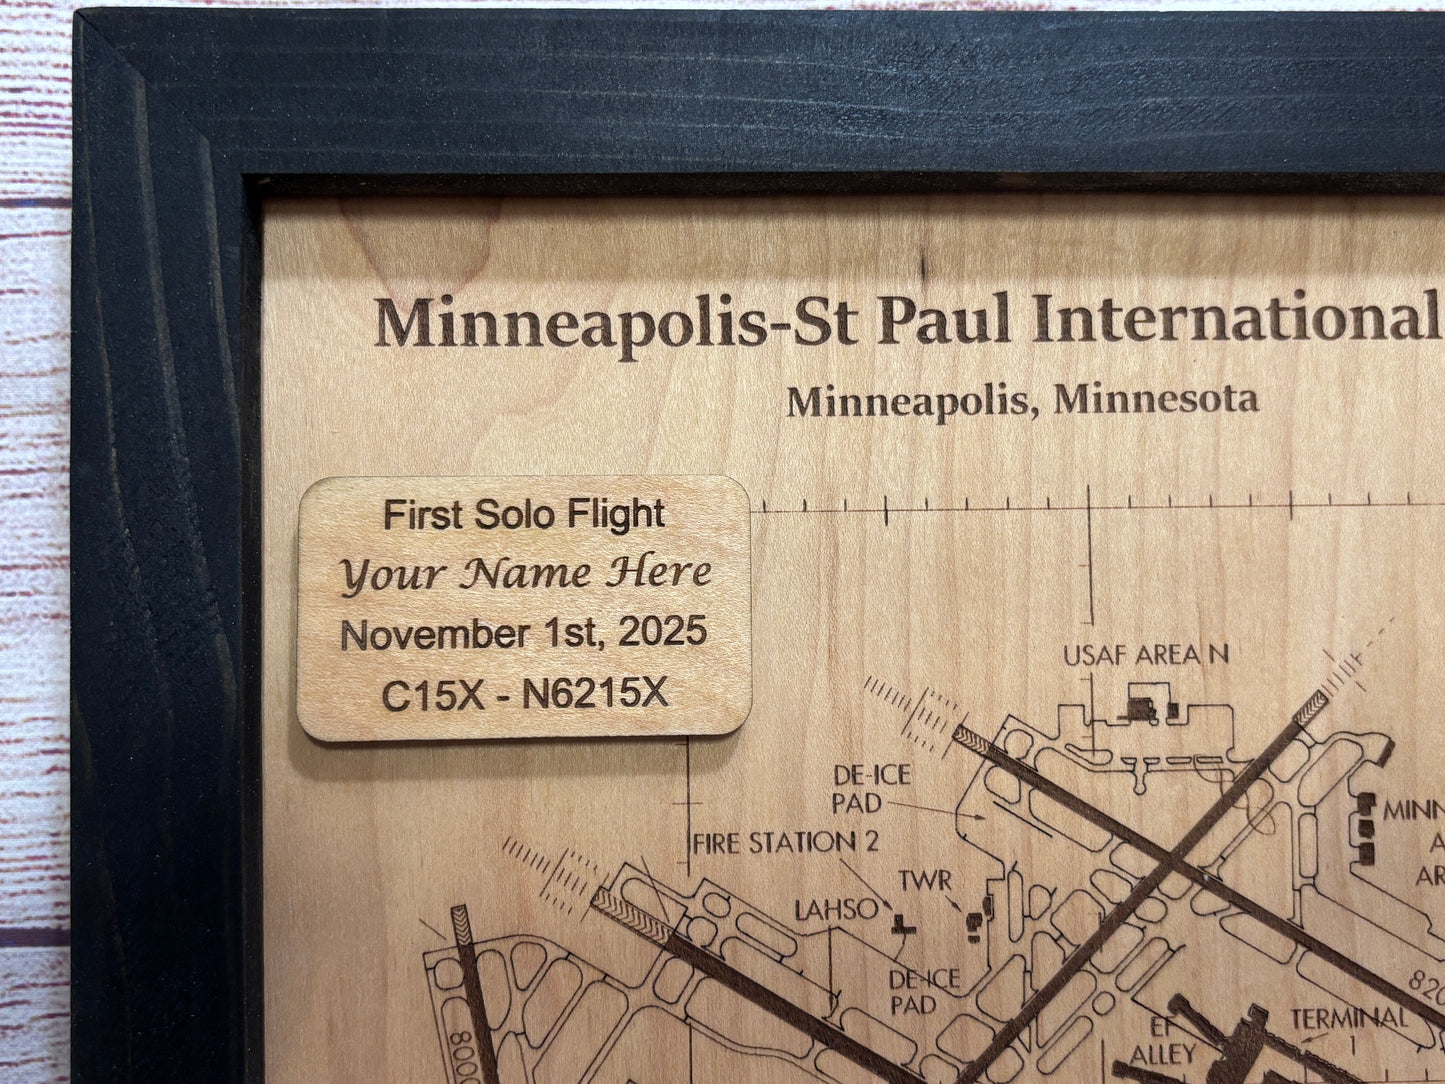 Minneapolis-St Paul International
Minneapolis, Minnesota
First Solo Flight
Your Name Here
November 1st, 2025
C15X - N6215X
USAF AREA N
DE-ICE
PAD
FIRE STATION 2
TWR
LAHSO
DE-ICE
PAD
TERMINAL
1
EF
ALLEY